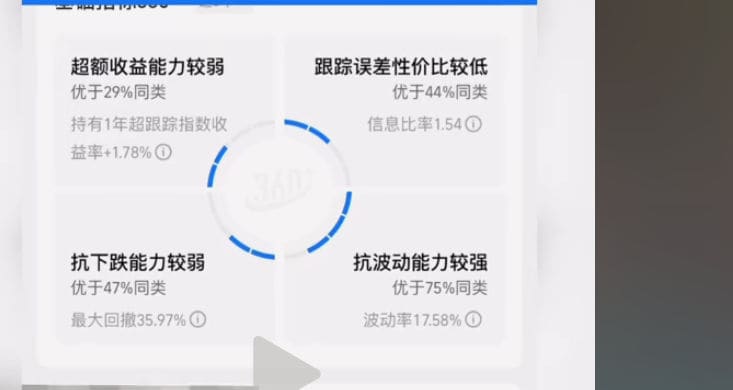 超额收益能力较弱
优于29%同类
持有1年超跟踪指数收
益率+1.78%
跟踪误差性价比较低
优于44%同类
信息比率1.54
360°
抗下跌能力较弱
优于47%同类
最大回撤35.97%
抗波动能力较强
优于75%同类
波动率17.58%